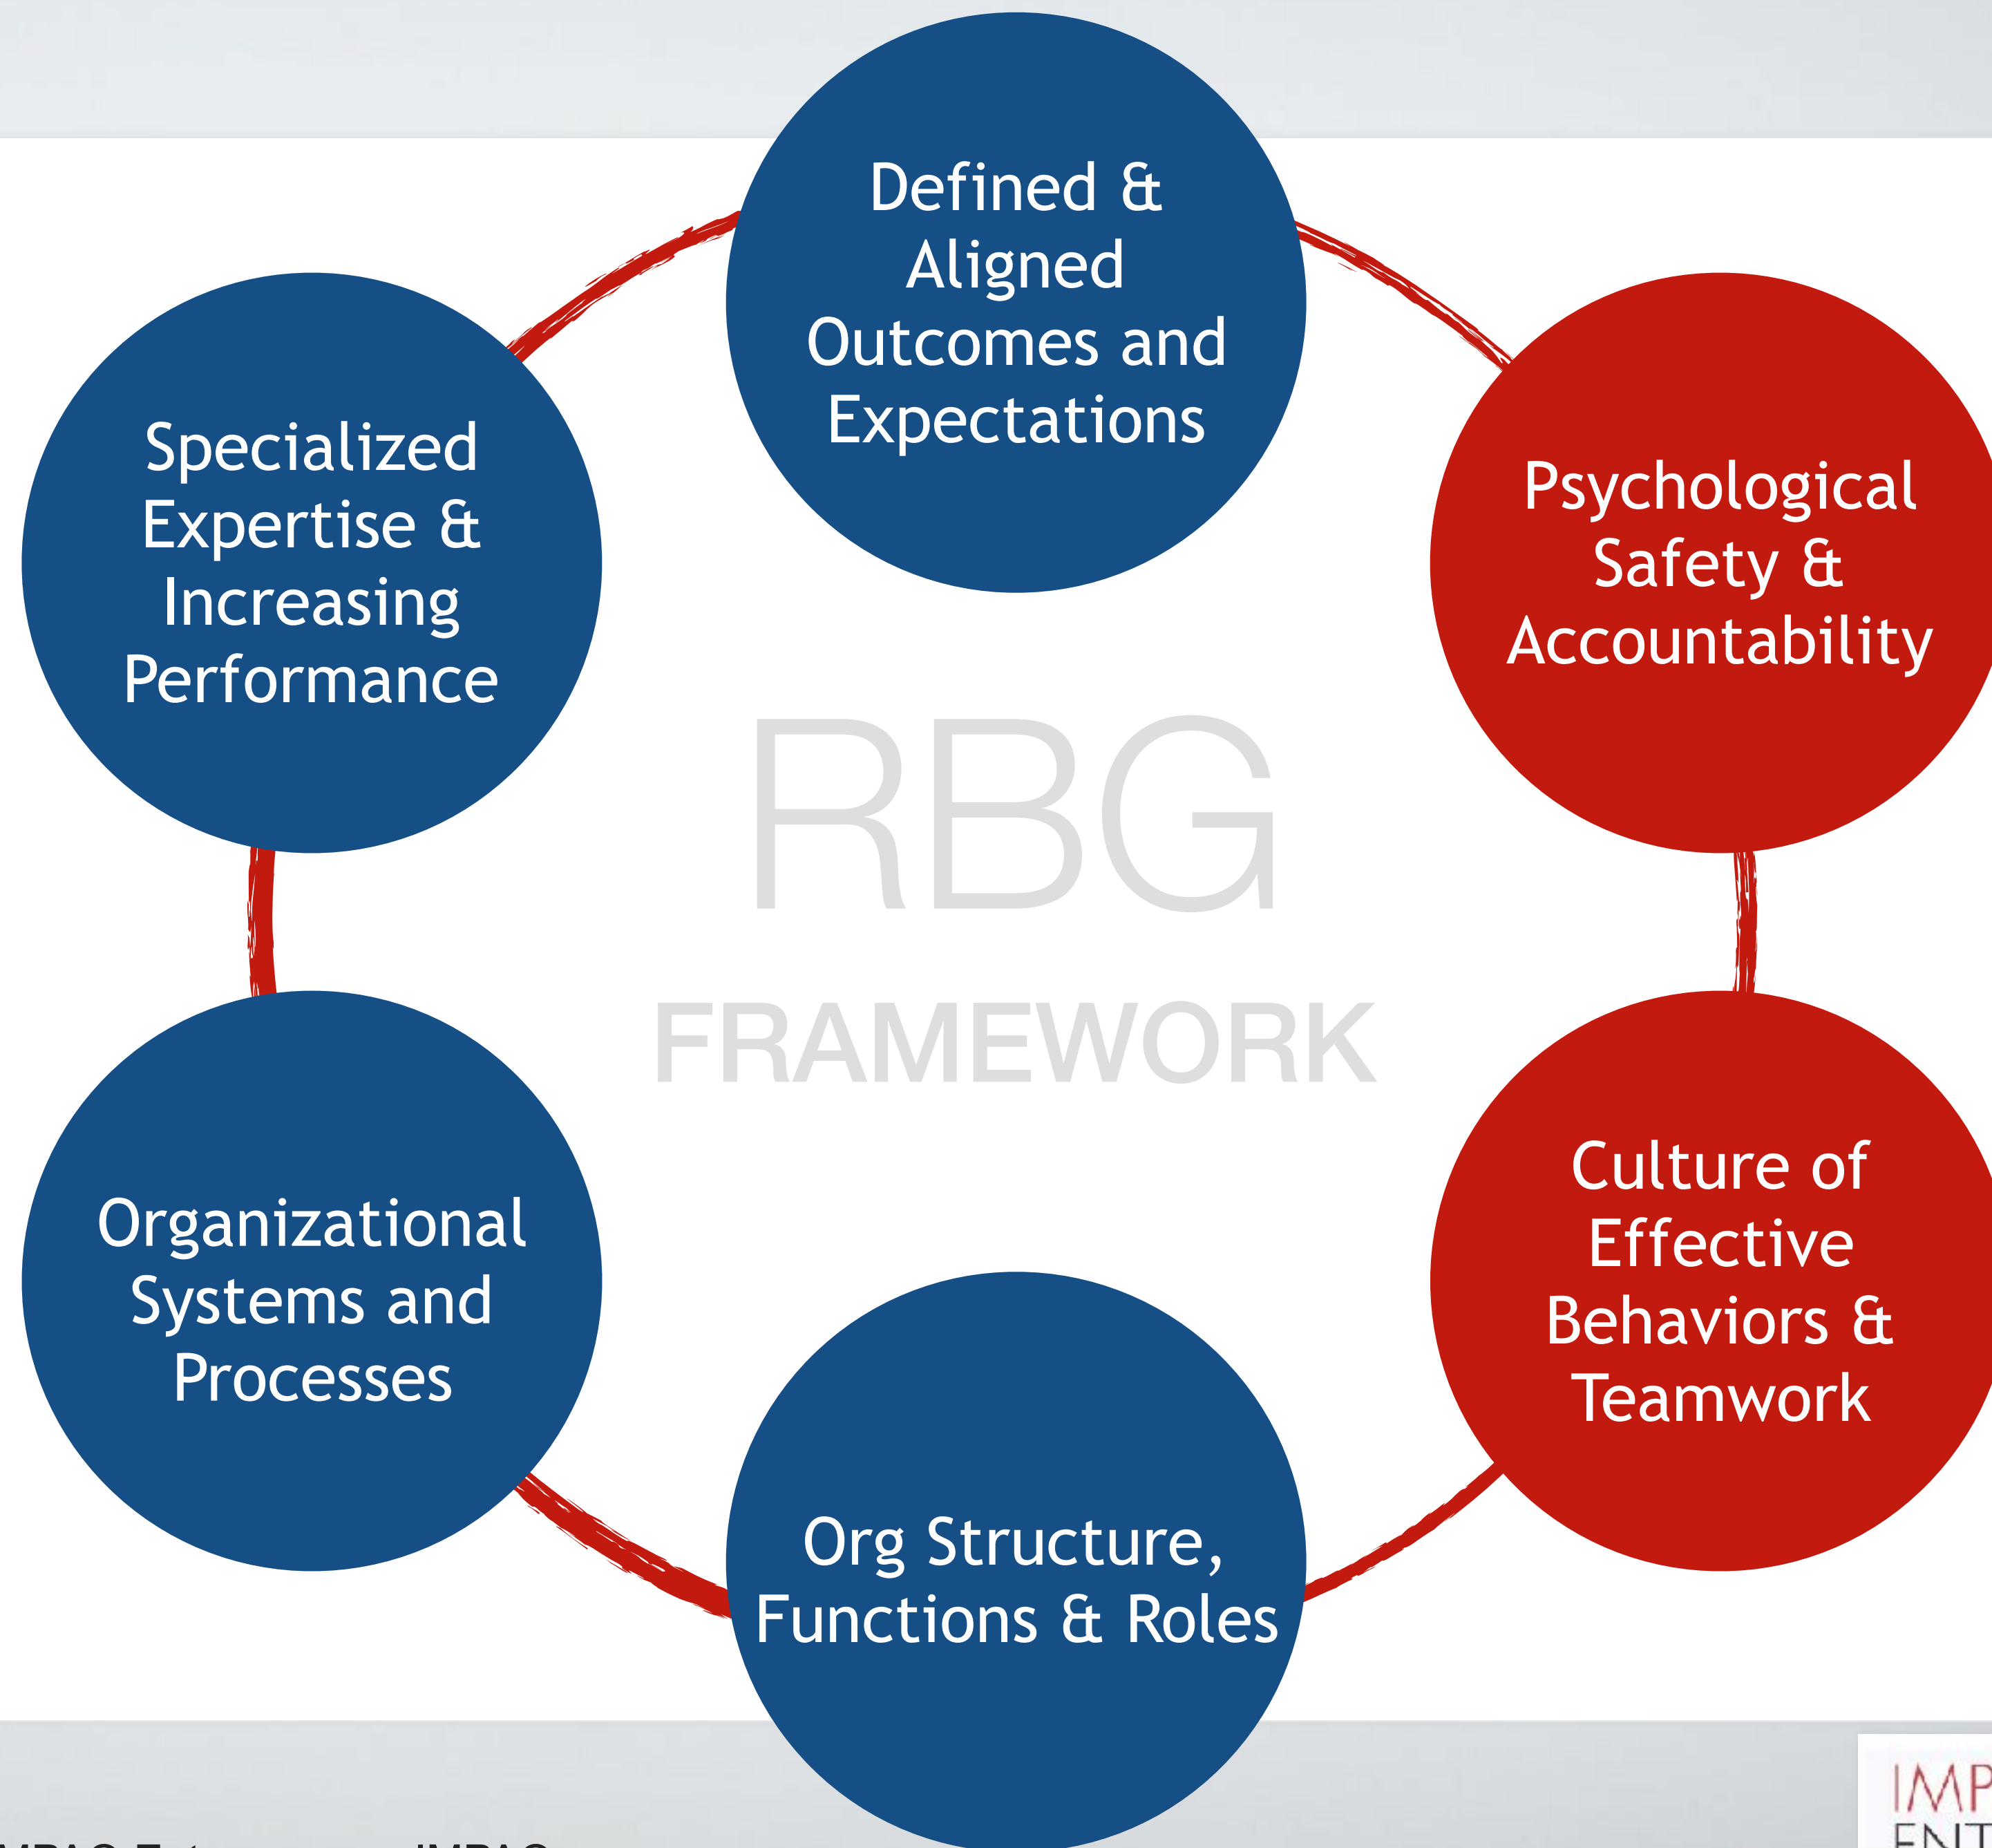 Defined &
Aligned
Outcomes and
Expectations
Specialized
Expertise &
Increasing
Performance
Psychological
Safety &
Accountability
RBG
FRAMEWORK
Organizational
Systems and
Processes
Culture of
Effective
Behaviors &
Teamwork
Org Structure,
Functions & Roles